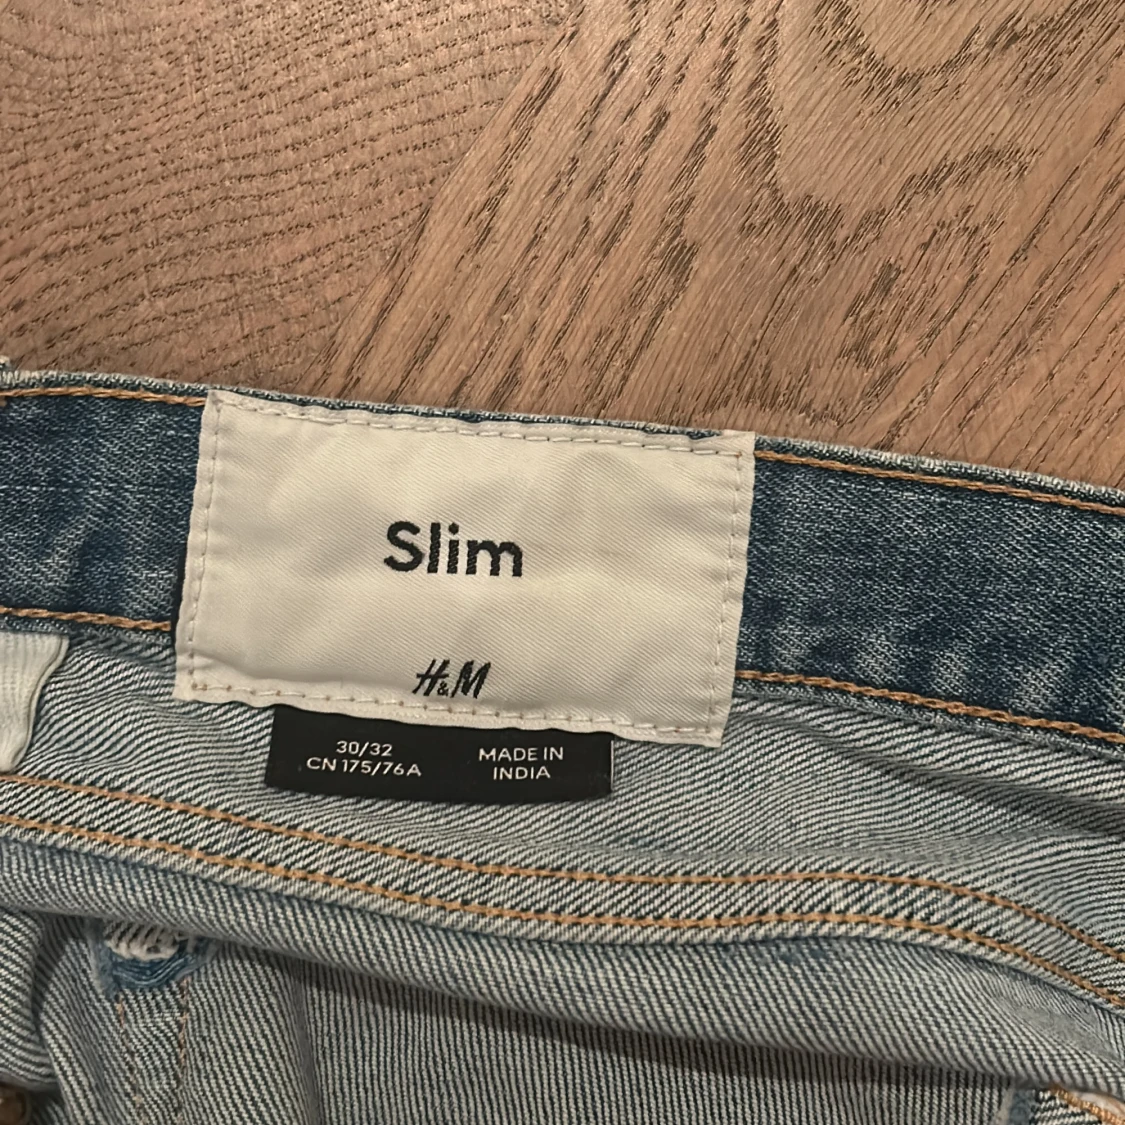 Slim
H&M
30/32
CN 175/76A
MADE IN
INDIA